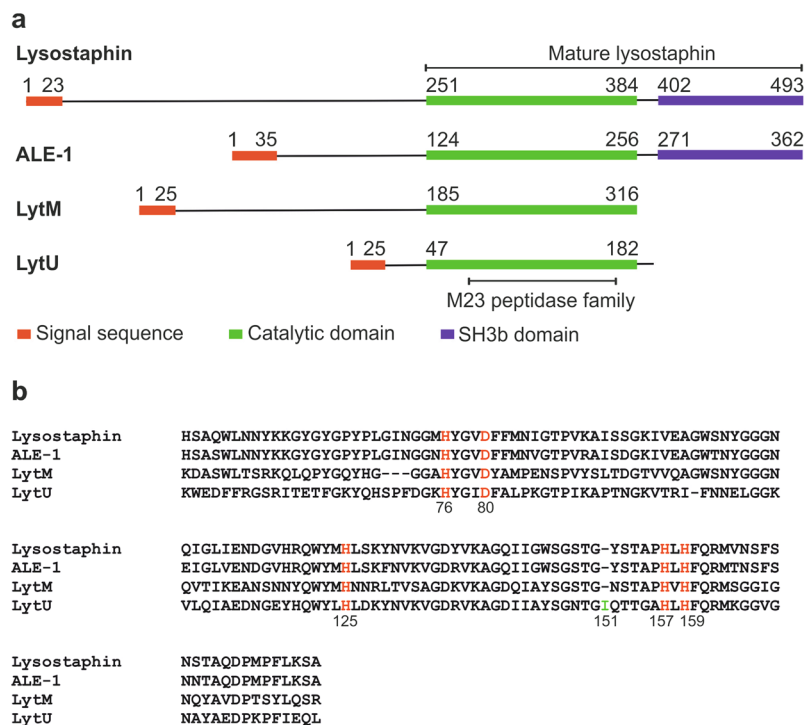 a
Lysostaphin
Mature lysostaphin
1 23 251 384 402 493
ALE-1
1 35 124 256 271 362
LytM
1 25 185 316
LytU
1 25 47 182
M23 peptidase family
Signal sequence Catalytic domain SH3b domain
b
Lysostaphin HSAQWLNNYKKGYGYGPYPLGINGGMHYGVDFFMNIGTPVKAISSGKIVEAGWSNYGGGN
ALE-1 HSASWLNNYKKGYGYGPYPLGINGGNHYGVDFFMNVGTPVRAISDGKIVEAGWTNYGGGN
LytM KDASWLTSRKQLQPYGQYHG---GGAHYGVDYAMPENSPVYSLTDGTVVQAGWSNYGGGN
LytU KWEDFFRGSRITETFGKYQHSPFDGKHYGIDFALPKGTPIKAPTNGKVTRI-FNNELGGK
76 80
Lysostaphin QIGLIENDGVHRQWYMHLSKYNVKVGDYVKAGQIIGWSGSTG-YSTAPHLHFQRMVNSFS
ALE-1 EIGLVENDGVHRQWYMHLSKFNVKVGDRVKAGQIIGWSGSTG-YSTAPHLHFQRMTNSFS
LytM QVTIKEANSNNYQWYMHNNRLTVSAGDKVKAGDQIAYSGSTG-NSTAPHVHFQRMSGGIG
LytU VLQIAEDNGEYHQWYLHLDKYNVKVGDRVKAGDIIAYSGNTGIQTTGAHLHFQRMKGGVG
125 151 157 159
Lysostaphin NSTAQDPMPFLKSA
ALE-1 NNTAQDPMPFLKSA
LytM NQYAVDPTSYLQSR
LytU NAYAEDPKPFIEQL